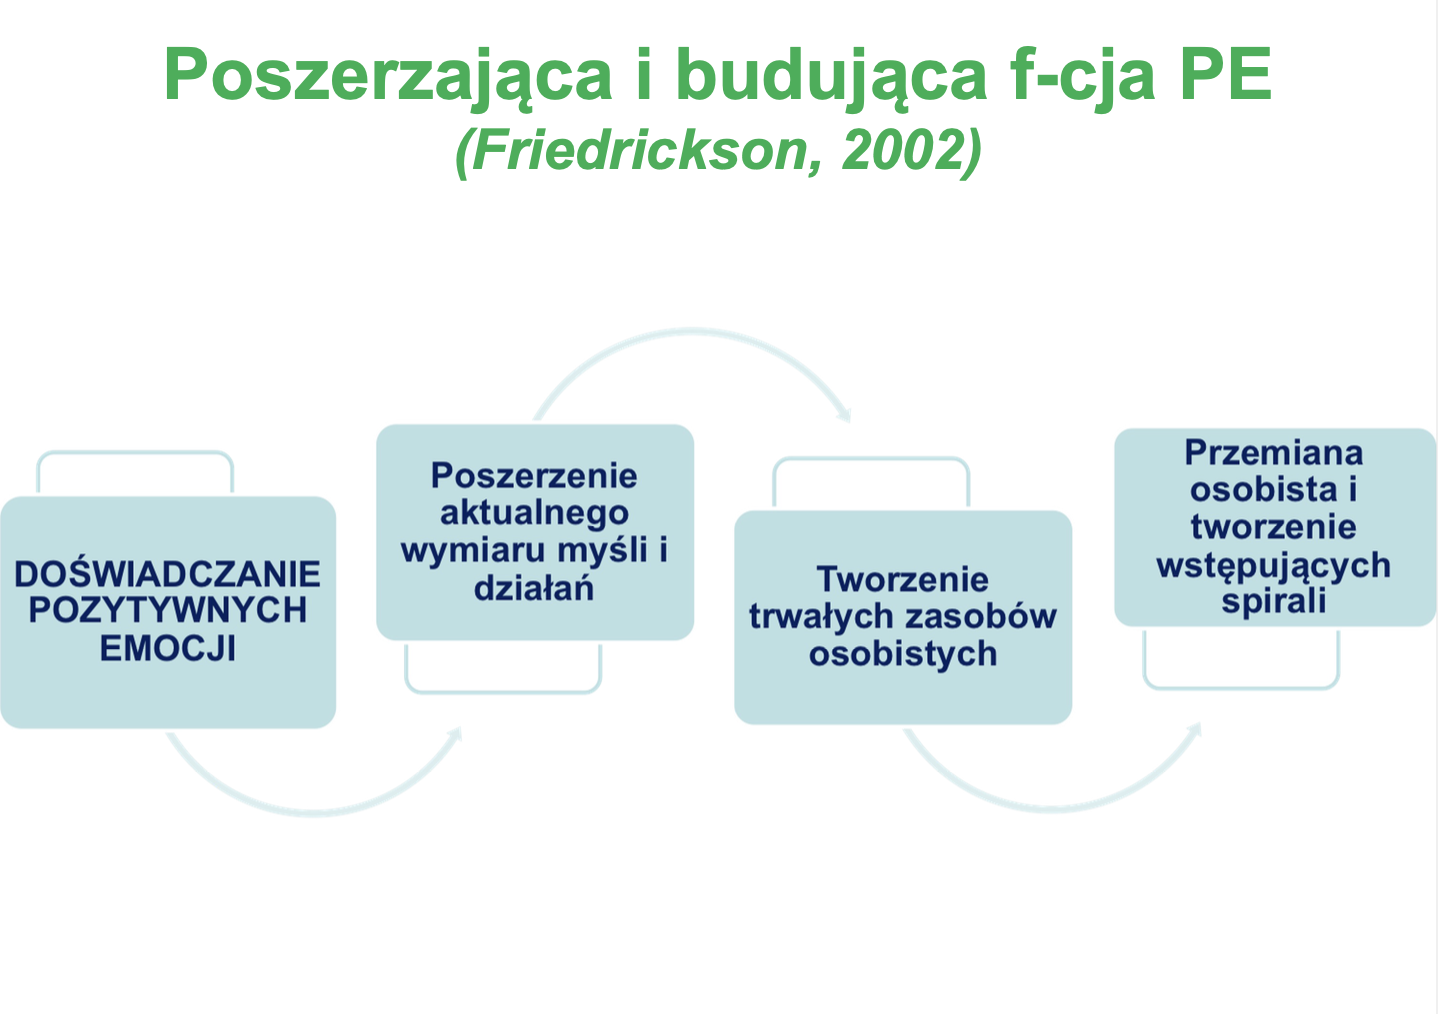 Poszerzająca i budująca f-cja PE
(Friedrickson, 2002)
DOŚWIADCZANIE
POZYTYWNYCH
EMOCJI
Poszerzenie
aktualnego
wymiaru myśli i
działań
Tworzenie
trwałych zasobów
osobistych
Przemiana
osobista i
tworzenie
wstępujących
spirali